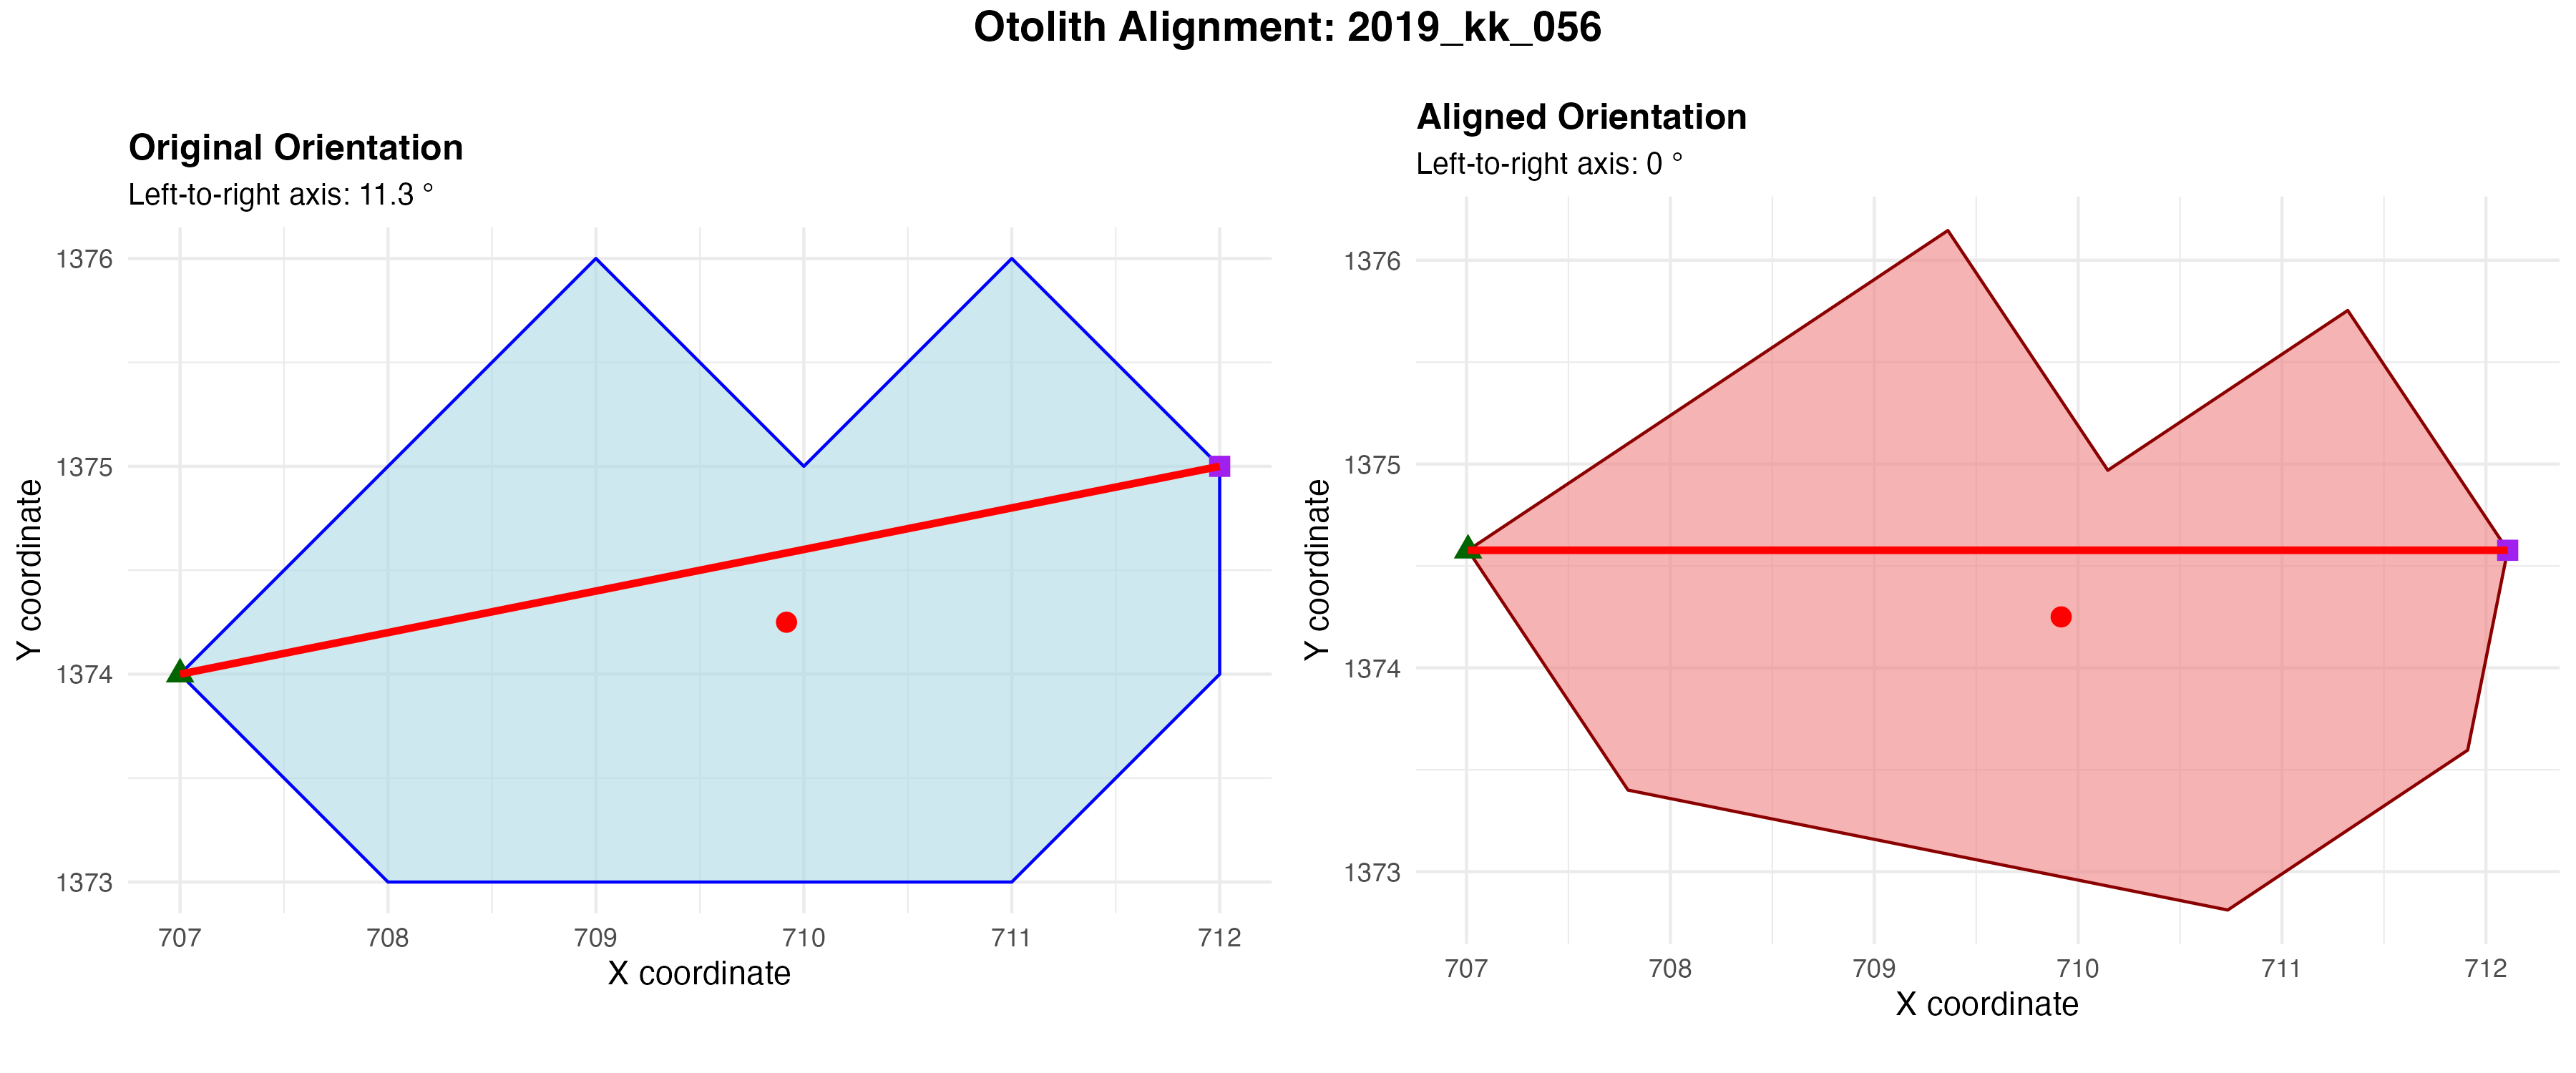 Otolith Alignment: 2019_kk_056
Original Orientation
Left-to-right axis: 11.3 °
1376
1375
1374
1373
Y coordinate
707 708 709 710 711 712
X coordinate
Aligned Orientation
Left-to-right axis: 0 °
1376
1375
1374
1373
Y coordinate
707 708 709 710 711 712
X coordinate